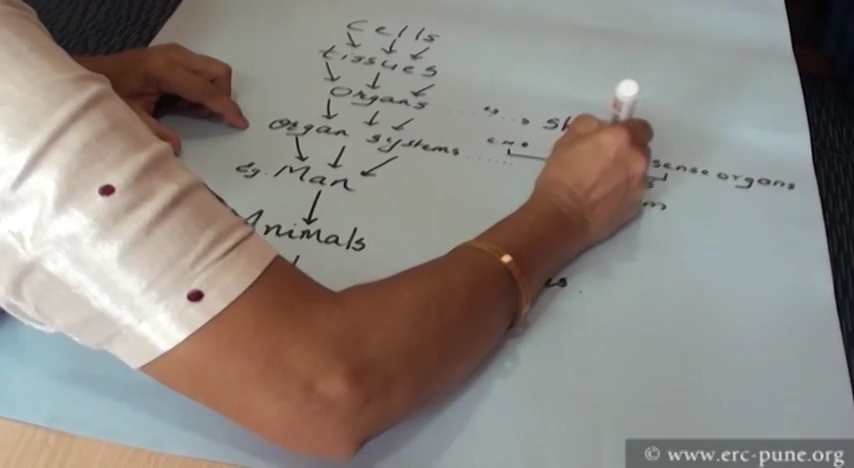 Cells
tissues
Organs
Organ systems
eg. Man
sense organs
Animals
© www.erc-pune.org